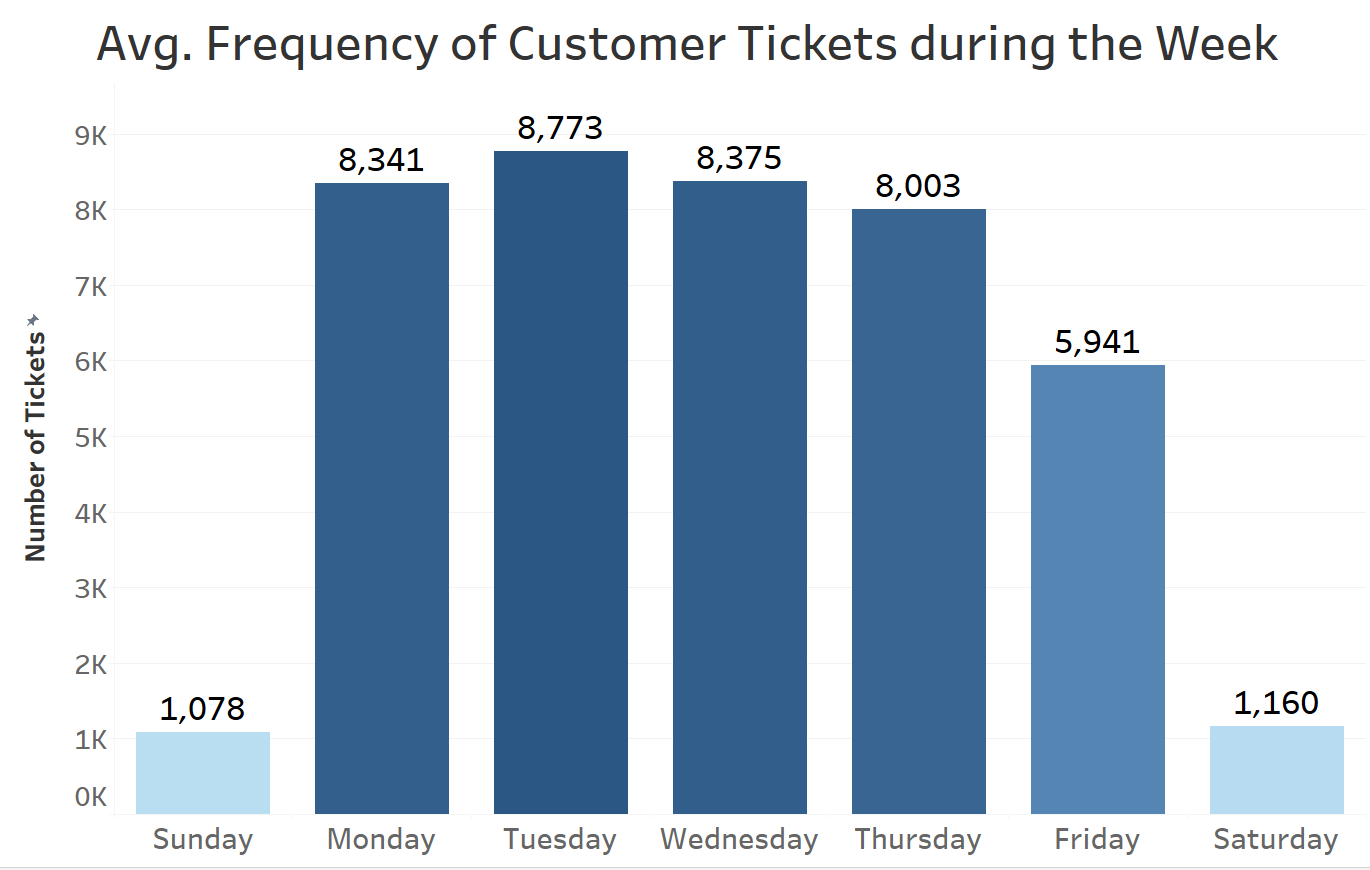 Avg. Frequency of Customer Tickets during the Week
Number of Tickets
9K
8K
7K
6K
5K
4K
3K
2K
1K
0K
1,078
8,341
8,773
8,375
8,003
5,941
1,160
Sunday
Monday
Tuesday
Wednesday
Thursday
Friday
Saturday